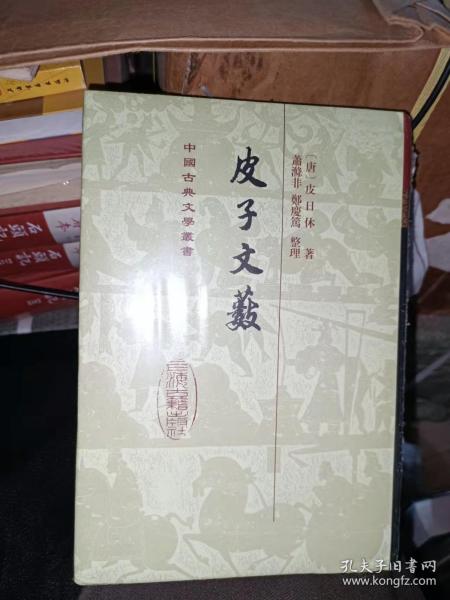 〔唐〕皮日休 著
蕭滌非 鄭慶篤 整理
皮子文藪
中國古典文學叢書
上海古籍出版社
孔夫子旧书网
www.kongfz.com